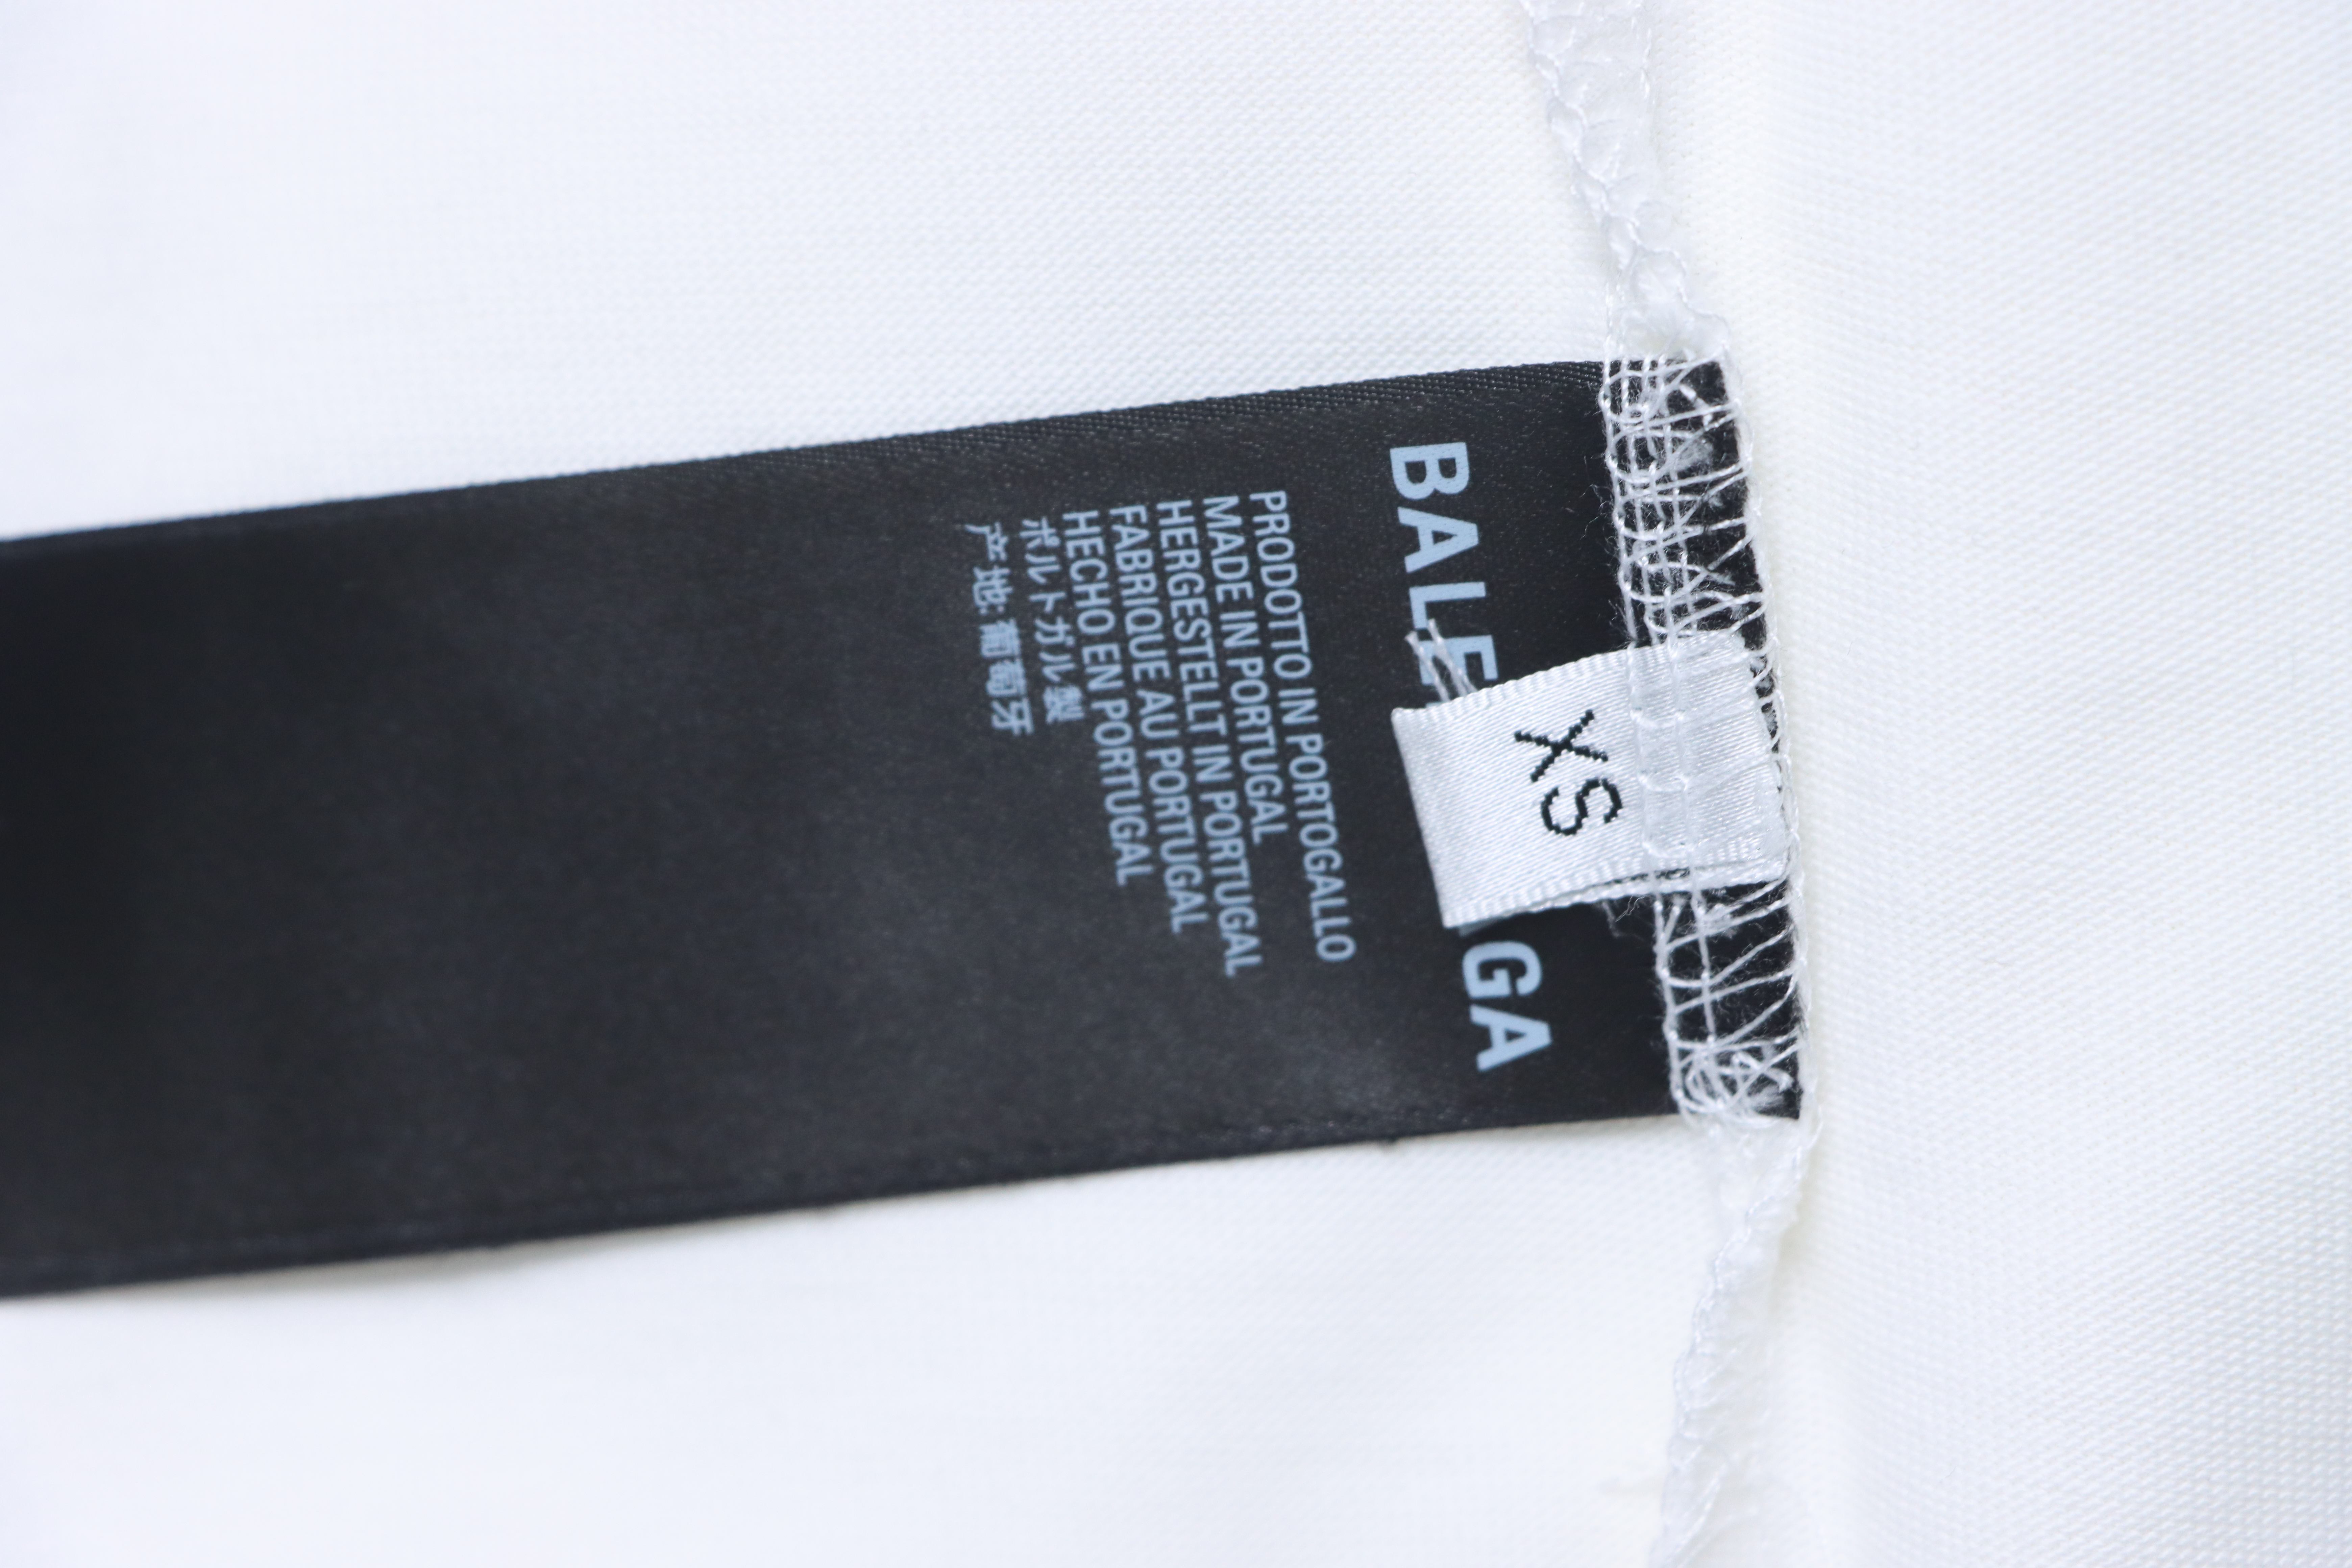 BALE GA
XS
PRODOTTO IN PORTOGALLO
MADE IN PORTUGAL
HERGESTELLT IN PORTUGAL
FABRIQUE AU PORTUGAL
HECHO EN PORTUGAL
ポルトガル製
产地: 葡萄牙